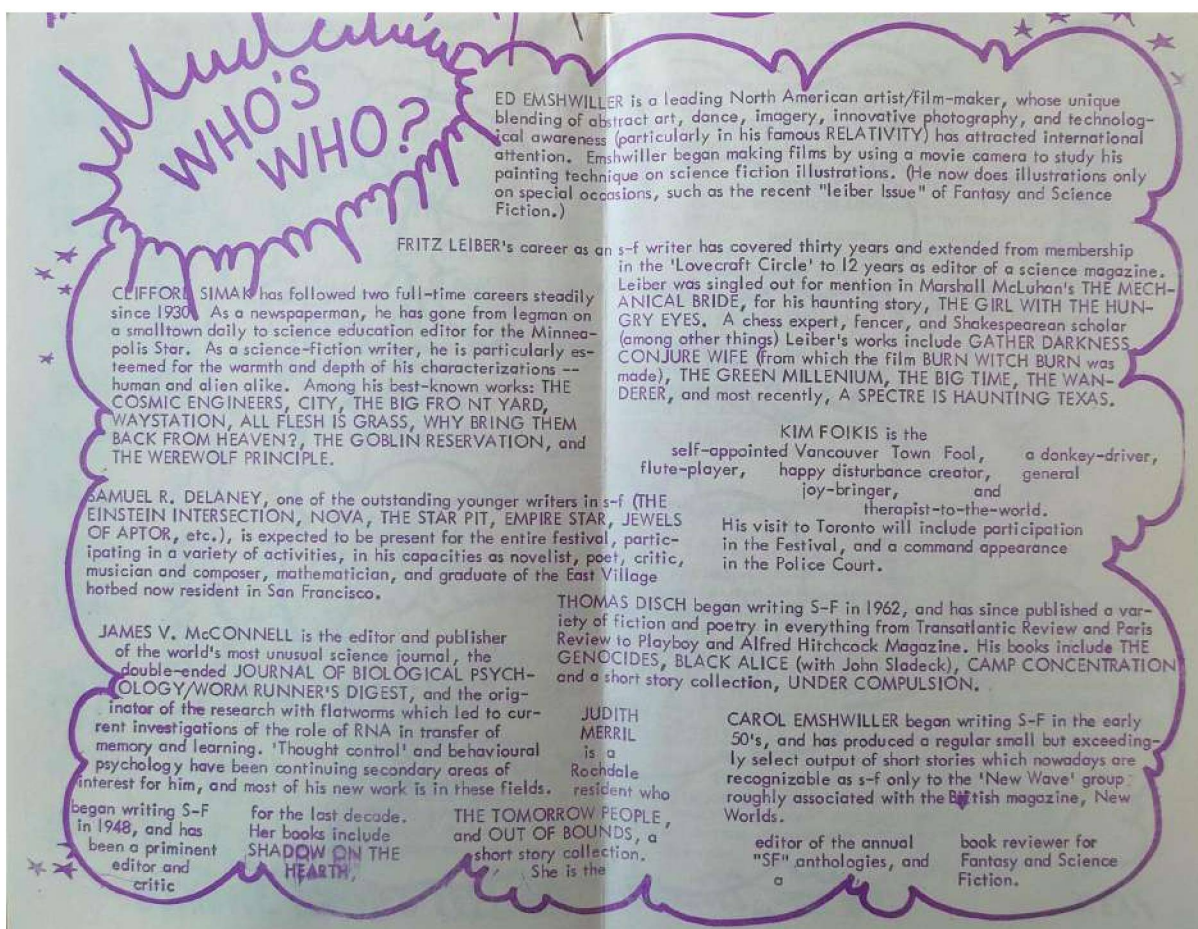 WHO'S
WHO?
ED EMSHWILLER is a leading North American artist/film-maker, whose unique
blending of abstract art, dance, imagery, innovative photography, and technolog-
ical awareness (particularly in his famous RELATIVITY) has attracted international
attention. Emshwiller began making films by using a movie camera to study his
painting technique on science fiction illustrations. (He now does illustrations only
on special occasions, such as the recent "leiber Issue" of Fantasy and Science
Fiction.)
FRITZ LEIBER's career as an s-f writer has covered thirty years and extended from membership
in the 'Lovecraft Circle' to 12 years as editor of a science magazine.
Leiber was singled out for mention in Marshall McLuhan's THE MECH-
ANICAL BRIDE, for his haunting story, THE GIRL WITH THE HUN-
GRY EYES. A chess expert, fencer, and Shakespearean scholar
(among other things) Leiber's works include GATHER DARKNESS
CONJURE WIFE (from which the film BURN WITCH BURN was
made), THE GREEN MILLENIUM, THE BIG TIME, THE WAN-
DERER, and most recently, A SPECTRE IS HAUNTING TEXAS.
CLIFFORD SIMAK has followed two full-time careers steadily
since 1930. As a newspaperman, he has gone from legman on
a smalltown daily to science education editor for the Minnea-
polis Star. As a science-fiction writer, he is particularly es-
teemed for the warmth and depth of his characterizations --
human and alien alike. Among his best-known works: THE
COSMIC ENGINEERS, CITY, THE BIG FRO NT YARD,
WAYSTATION, ALL FLESH IS GRASS, WHY BRING THEM
BACK FROM HEAVEN?, THE GOBLIN RESERVATION, and
THE WEREWOLF PRINCIPLE.
KIM FOIKIS is the
self-appointed Vancouver Town Fool, a donkey-driver,
flute-player, happy disturbance creator, general
joy-bringer, and
therapist-to-the-world.
His visit to Toronto will include participation
in the Festival, and a command appearance
in the Police Court.
SAMUEL R. DELANEY, one of the outstanding younger writers in s-f (THE
EINSTEIN INTERSECTION, NOVA, THE STAR PIT, EMPIRE STAR, JEWELS
OF APTOR, etc.), is expected to be present for the entire festival, partic-
ipating in a variety of activities, in his capacities as novelist, poet, critic,
musician and composer, mathematician, and graduate of the East Village
hotbed now resident in San Francisco.
THOMAS DISCH began writing S-F in 1962, and has since published a var-
iety of fiction and poetry in everything from Transatlantic Review and Paris
Review to Playboy and Alfred Hitchcock Magazine. His books include THE
GENOCIDES, BLACK ALICE (with John Sladeck), CAMP CONCENTRATION
and a short story collection, UNDER COMPULSION.
JAMES V. McCONNELL is the editor and publisher
of the world's most unusual science journal, the
double-ended JOURNAL OF BIOLOGICAL PSYCH-
OLOGY/WORM RUNNER'S DIGEST, and the orig-
inator of the research with flatworms which led to cur-
rent investigations of the role of RNA in transfer of
memory and learning. 'Thought control' and behavioural
psychology have been continuing secondary areas of
interest for him, and most of his new work is in these fields.
JUDITH
MERRIL
is a
Rochdale
resident who
began writing S-F
in 1948, and has
been a prominent
editor and
critic
for the last decade.
Her books include
SHADOW ON THE
HEARTH,
THE TOMORROW PEOPLE,
and OUT OF BOUNDS, a
short story collection.
She is the
editor of the annual
"SF" anthologies, and
a
book reviewer for
Fantasy and Science
Fiction.
CAROL EMSHWILLER began writing S-F in the early
50's, and has produced a regular small but exceeding-
ly select output of short stories which nowadays are
recognizable as s-f only to the 'New Wave' group
roughly associated with the British magazine, New
Worlds.